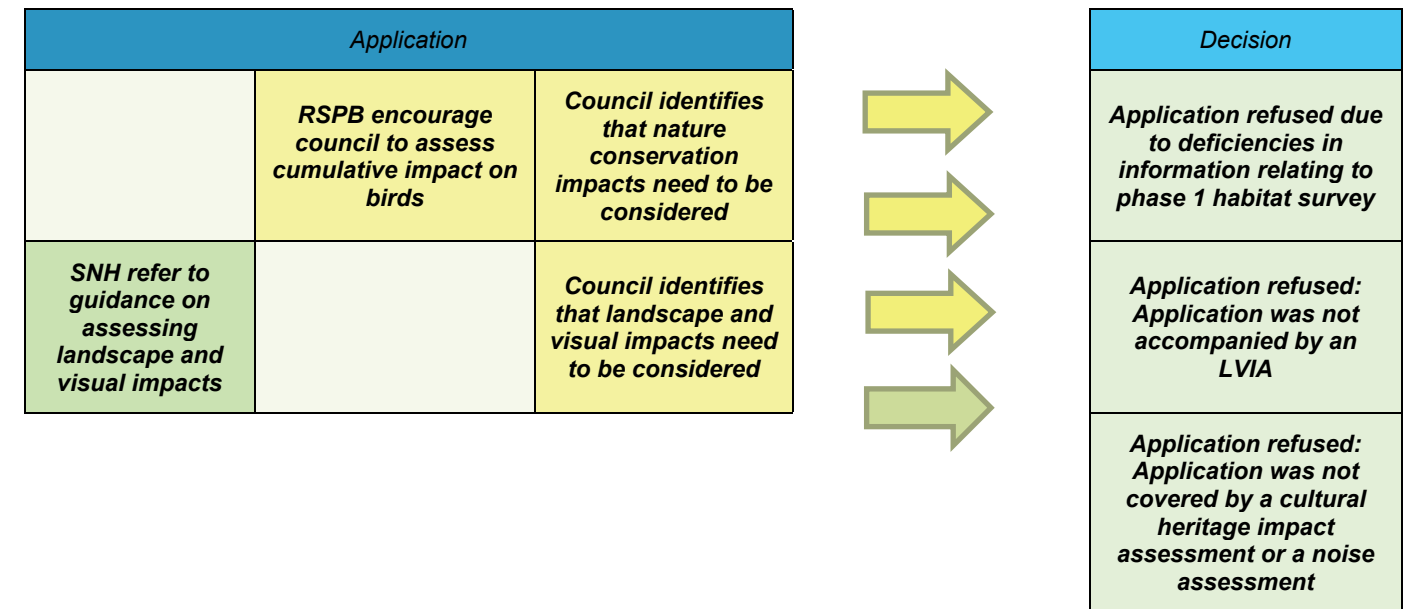 Application
RSPB encourage
council to assess
cumulative impact on
birds
Council identifies
that nature
conservation
impacts need to be
considered
SNH refer to
guidance on
assessing
landscape and
visual impacts
Council identifies
that landscape and
visual impacts need
to be considered
Decision
Application refused due
to deficiencies in
information relating to
phase 1 habitat survey
Application refused:
Application was not
accompanied by an
LVIA
Application refused:
Application was not
covered by a cultural
heritage impact
assessment or a noise
assessment